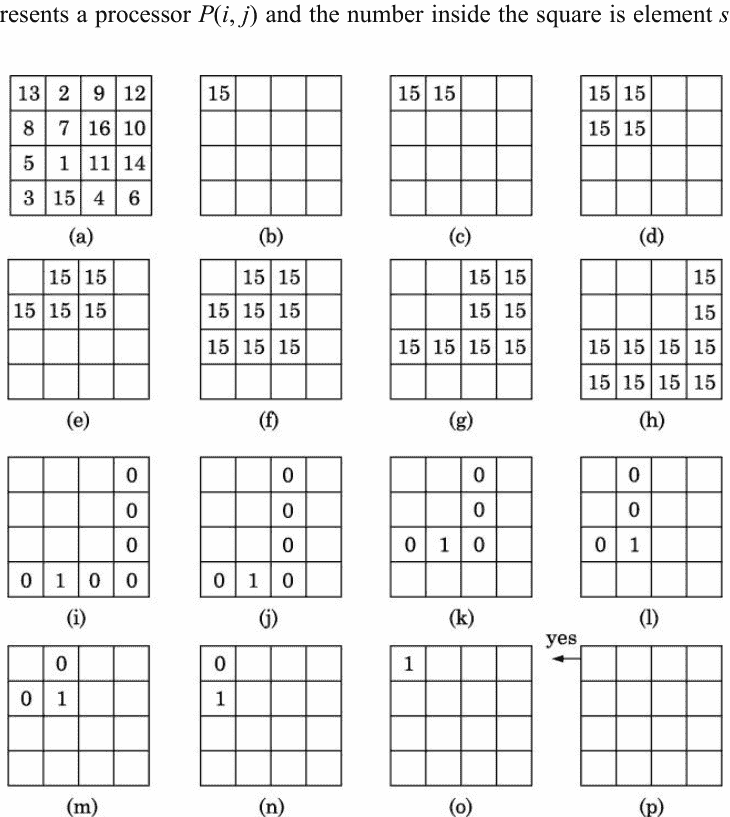 resents a processor P(i, j) and the number inside the square is element s
13 2 9 12 15 15 15 15 15
8 7 16 10 15 15
5 1 11 14
3 15 4 6
(a) (b) (c) (d)
15 15 15 15 15 15 15
15 15 15 15 15 15 15 15 15
15 15 15 15 15 15 15 15 15 15 15
15 15 15 15
(e) (f) (g) (h)
0 0 0 0
0 0 0 0
0 0 0 1 0 0 1
0 1 0 0 0 1 0
(i) (j) (k) (l)
yes
0 0 1
0 1 1
(m) (n) (o) (p)